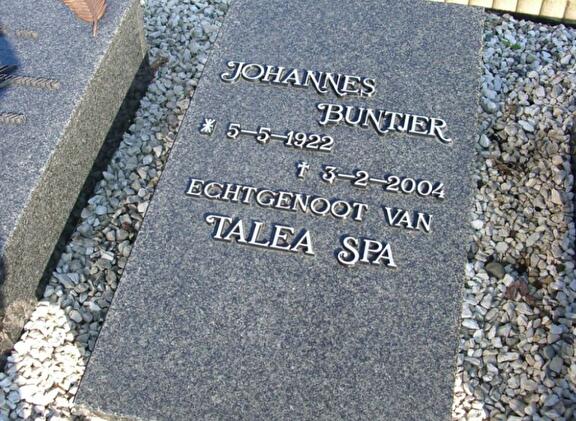 JOHANNES
BUNTJER
* 5-5-1922
† 3-2-2004
ECHTGENOOT VAN
TALEA SPA